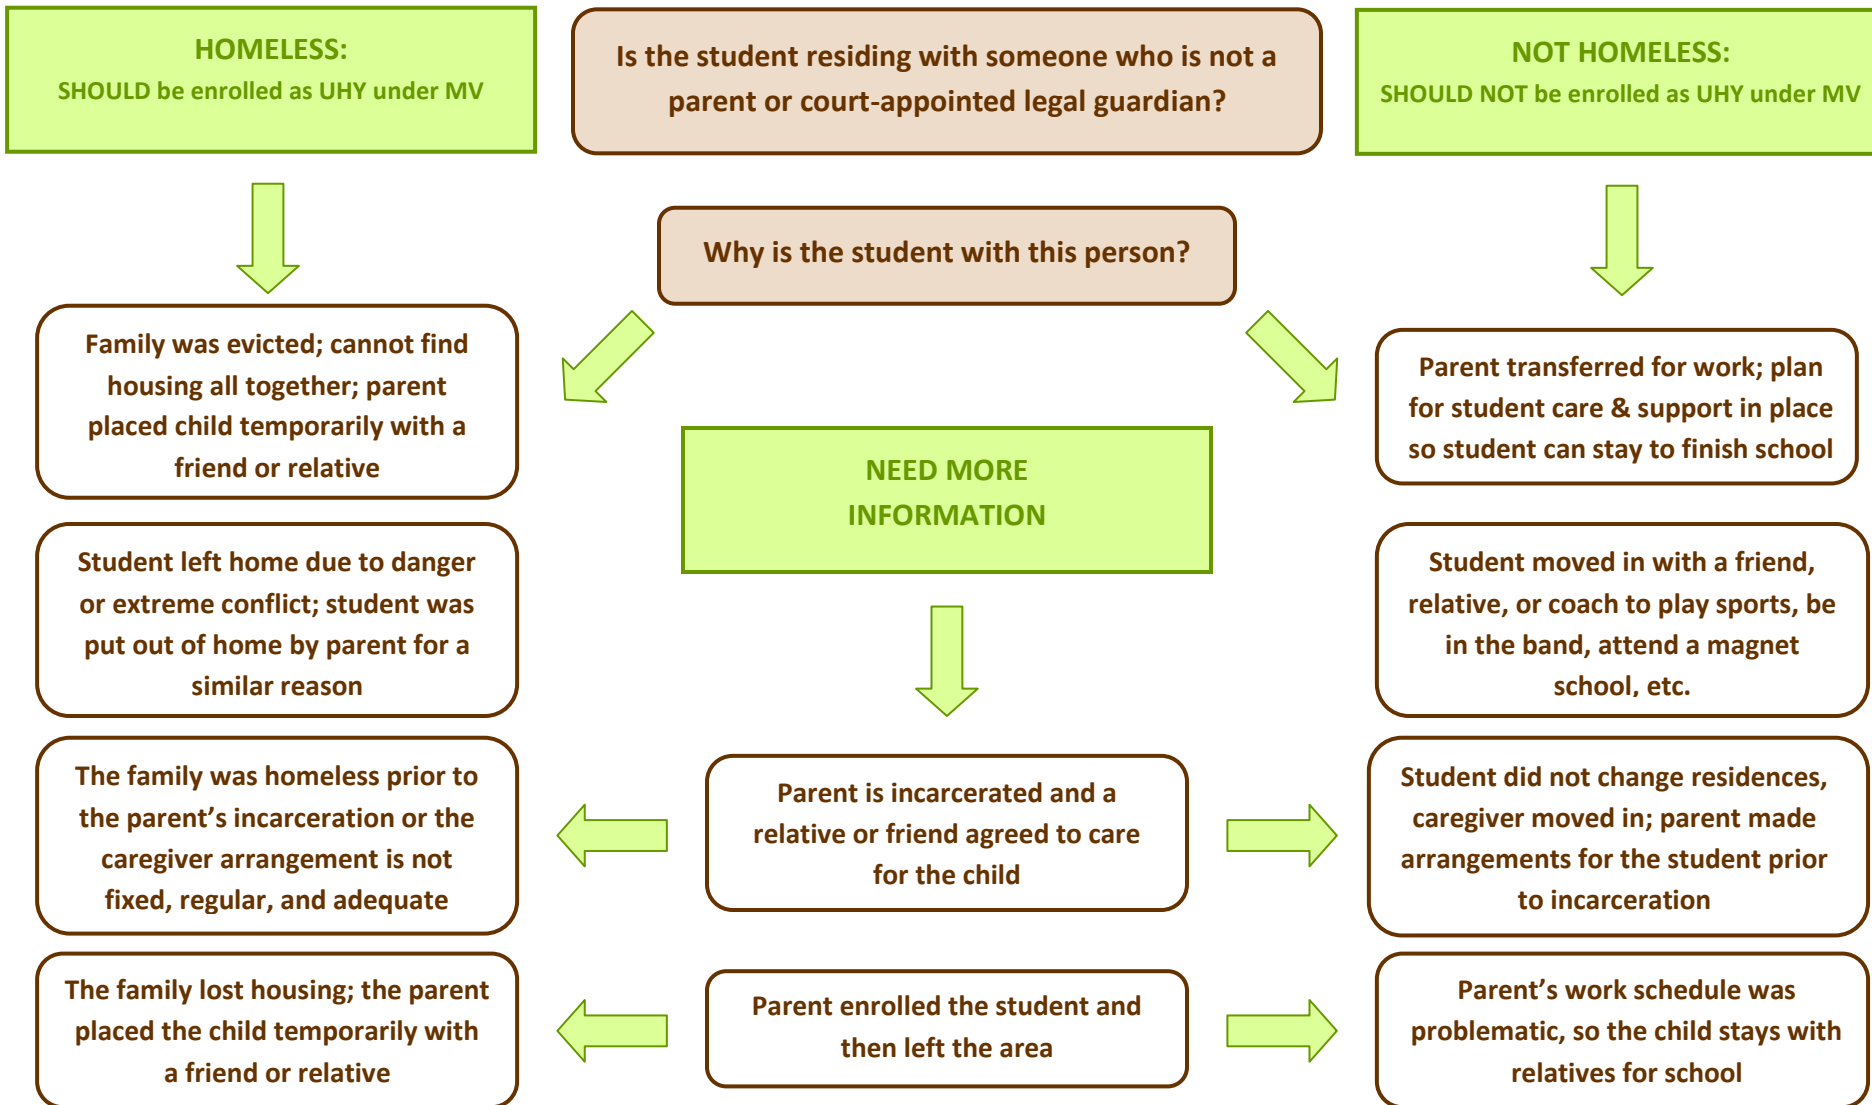 HOMELESS:
SHOULD be enrolled as UHY under MV
Is the student residing with someone who is not a
parent or court-appointed legal guardian?
NOT HOMELESS:
SHOULD NOT be enrolled as UHY under MV
Why is the student with this person?
Family was evicted; cannot find
housing all together; parent
placed child temporarily with a
friend or relative
Parent transferred for work; plan
for student care & support in place
so student can stay to finish school
NEED MORE
INFORMATION
Student left home due to danger
or extreme conflict; student was
put out of home by parent for a
similar reason
Student moved in with a friend,
relative, or coach to play sports, be
in the band, attend a magnet
school, etc.
The family was homeless prior to
the parent’s incarceration or the
caregiver arrangement is not
fixed, regular, and adequate
Parent is incarcerated and a
relative or friend agreed to care
for the child
Student did not change residences,
caregiver moved in; parent made
arrangements for the student prior
to incarceration
The family lost housing; the parent
placed the child temporarily with
a friend or relative
Parent enrolled the student and
then left the area
Parent’s work schedule was
problematic, so the child stays with
relatives for school